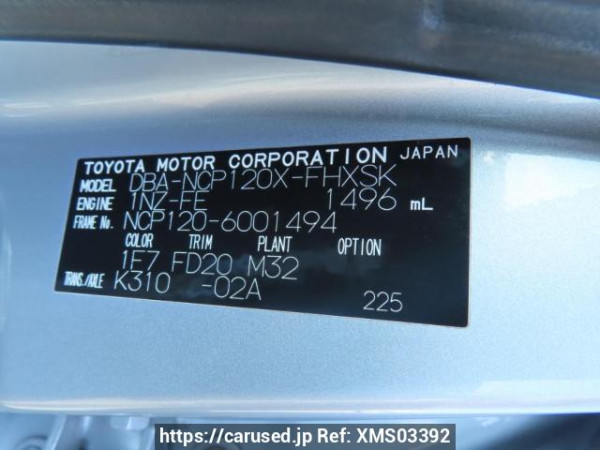 TOYOTA MOTOR CORPORATION JAPAN
MODEL DBA-NCP120X-FHXSK
ENGINE 1NZ-FE 1496 mL
FRAME No. NCP120-6001494
COLOR TRIM PLANT OPTION
1F7 FD20 M32
TRANS./AXLE K310 -02A
225
https://carused.jp Ref: XMS03392